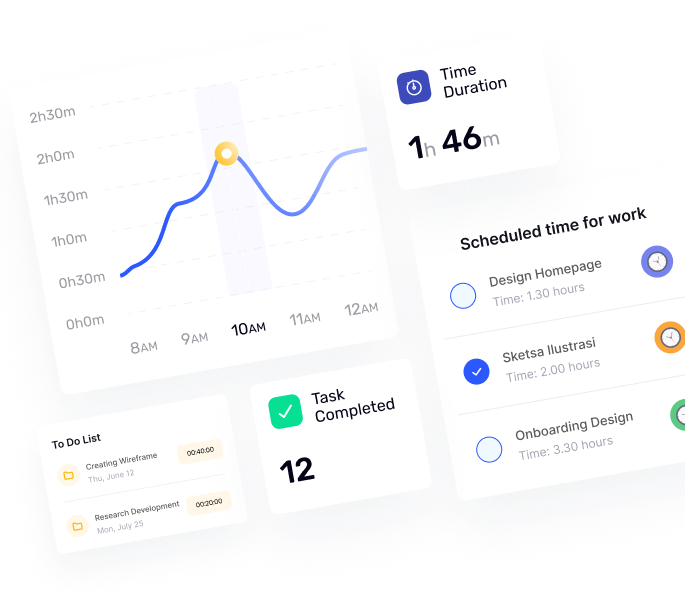 2h30m
2h0m
1h30m
1h0m
0h30m
0h0m
8AM 9AM 10AM 11AM 12AM
Time
Duration
1h 46m
Scheduled time for work
Design Homepage
Time: 1.30 hours
Sketsa Ilustrasi
Time: 2.00 hours
Onboarding Design
Time: 3.30 hours
To Do List
Creating Wireframe
Thu, June 12
00:40:00
Research Development
Mon, July 25
00:20:00
Task
Completed
12